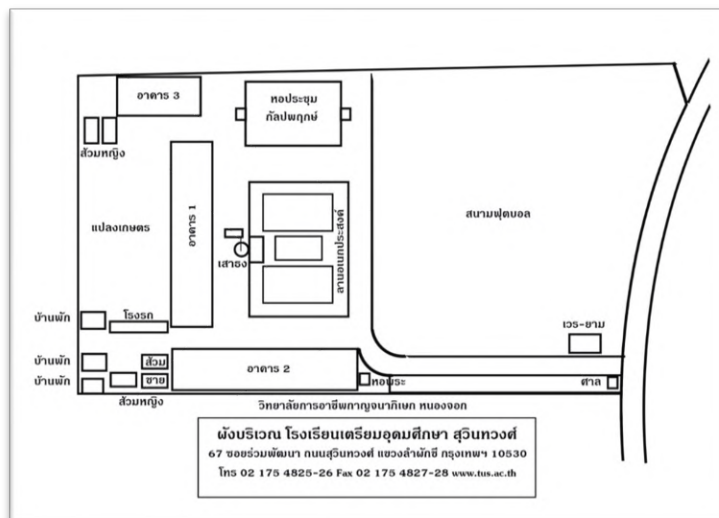 อาคาร 3
หอประชุม
กัลปพฤกษ์
ส้วมหญิง
สนามฟุตบอล
แปลงเกษตร
อาคาร 1
ลานอเนกประสงค์
เสาธง
บ้านพัก
โรงรถ
เวร-ยาม
บ้านพัก
ส้วม
อาคาร 2
บ้านพัก
ชาย
หอพระ
ศาล
ส้วมหญิง
วิทยาลัยการอาชีพกาญจนาภิเษก หนองจอก
ผังบริเวณ โรงเรียนเตรียมอุดมศึกษา สุวินทวงศ์
67 ซอยร่วมพัฒนา ถนนสุวินทวงศ์ แขวงลำผักชี กรุงเทพฯ 10530
โทร 02 175 4825-26 Fax 02 175 4827-28 www.tus.ac.th